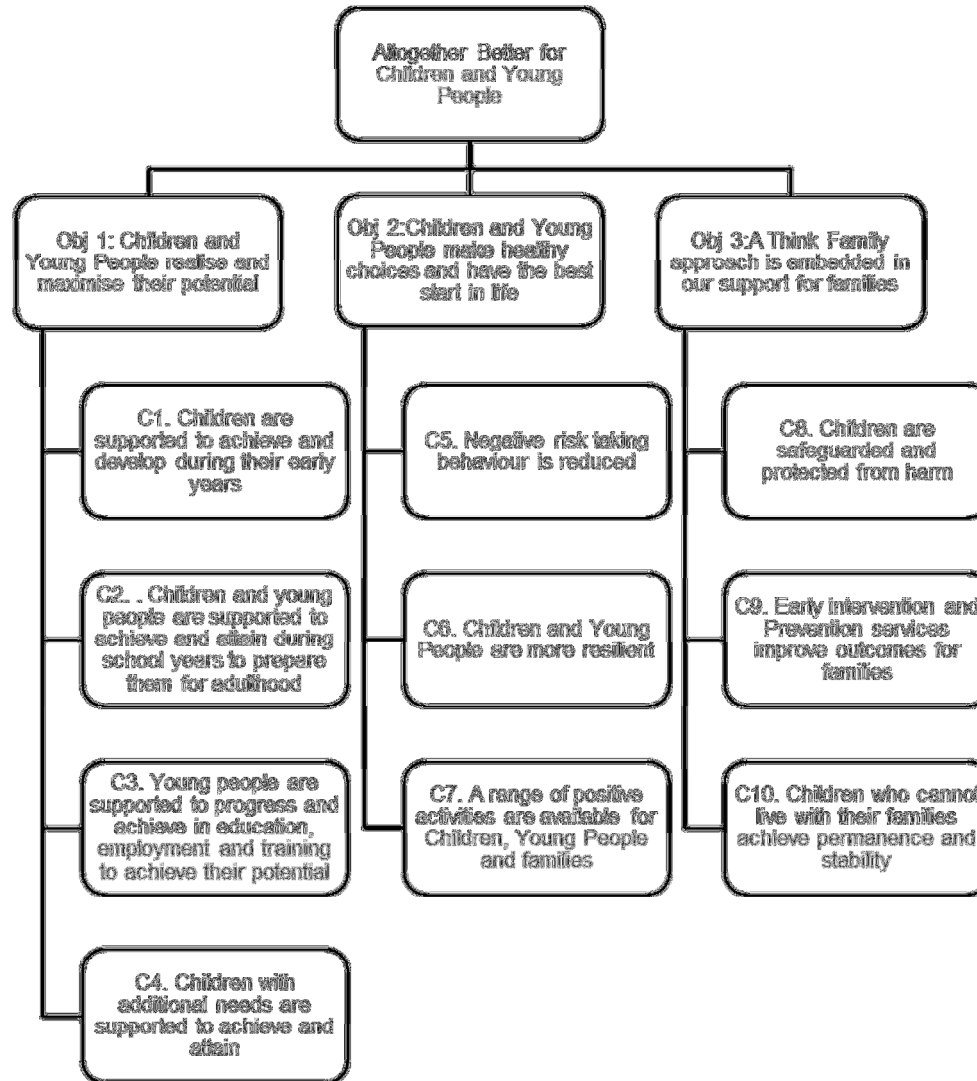 Altogether Better for
Children and Young
People
Obj 1: Children and
Young People realise and
maximise their potential
C1. Children are
supported to achieve and
develop during their early
years
C2. . Children and young
people are supported to
achieve and attain during
school years to prepare
them for adulthood
C3. Young people are
supported to progress and
achieve in education,
employment and training
to achieve their potential
C4. Children with
additional needs are
supported to achieve and
attain
Obj 2:Children and Young
People make healthy
choices and have the best
start in life
C5. Negative risk taking
behaviour is reduced
C6. Children and Young
People are more resilient
C7. A range of positive
activities are available for
Children, Young People
and families
Obj 3:A Think Family
approach is embedded in
our support for families
C8. Children are
safeguarded and
protected from harm
C9. Early intervention and
Prevention services
improve outcomes for
families
C10. Children who cannot
live with their families
achieve permanence and
stability